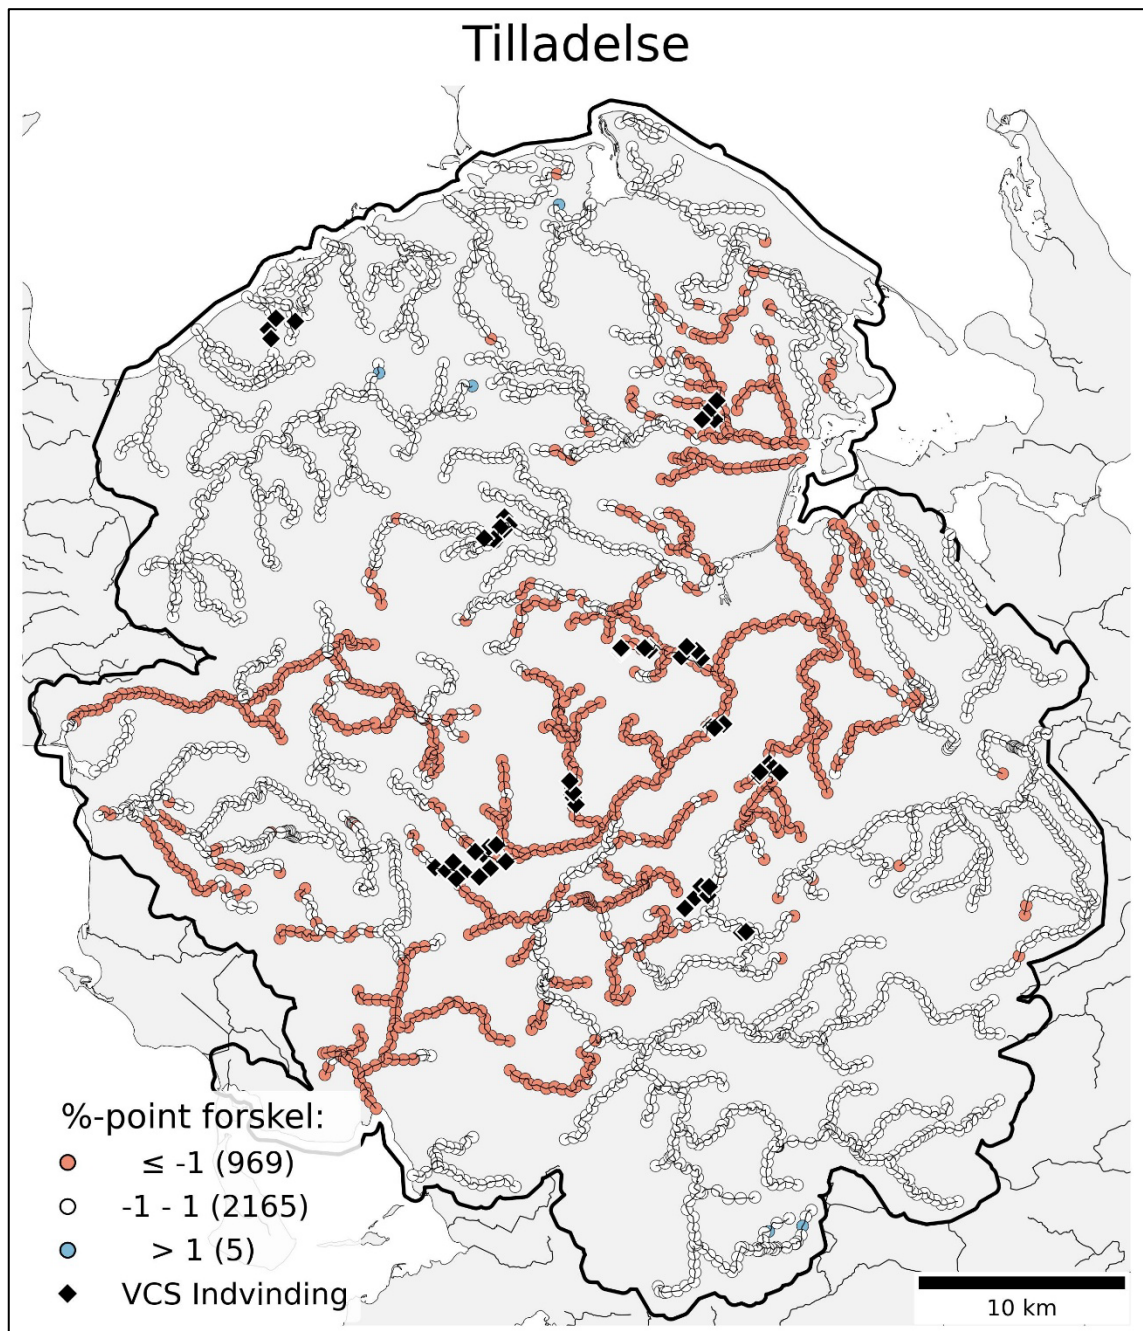 Tilladelse
%-point forskel:
≤ -1 (969)
-1 - 1 (2165)
> 1 (5)
VCS Indvinding
10 km